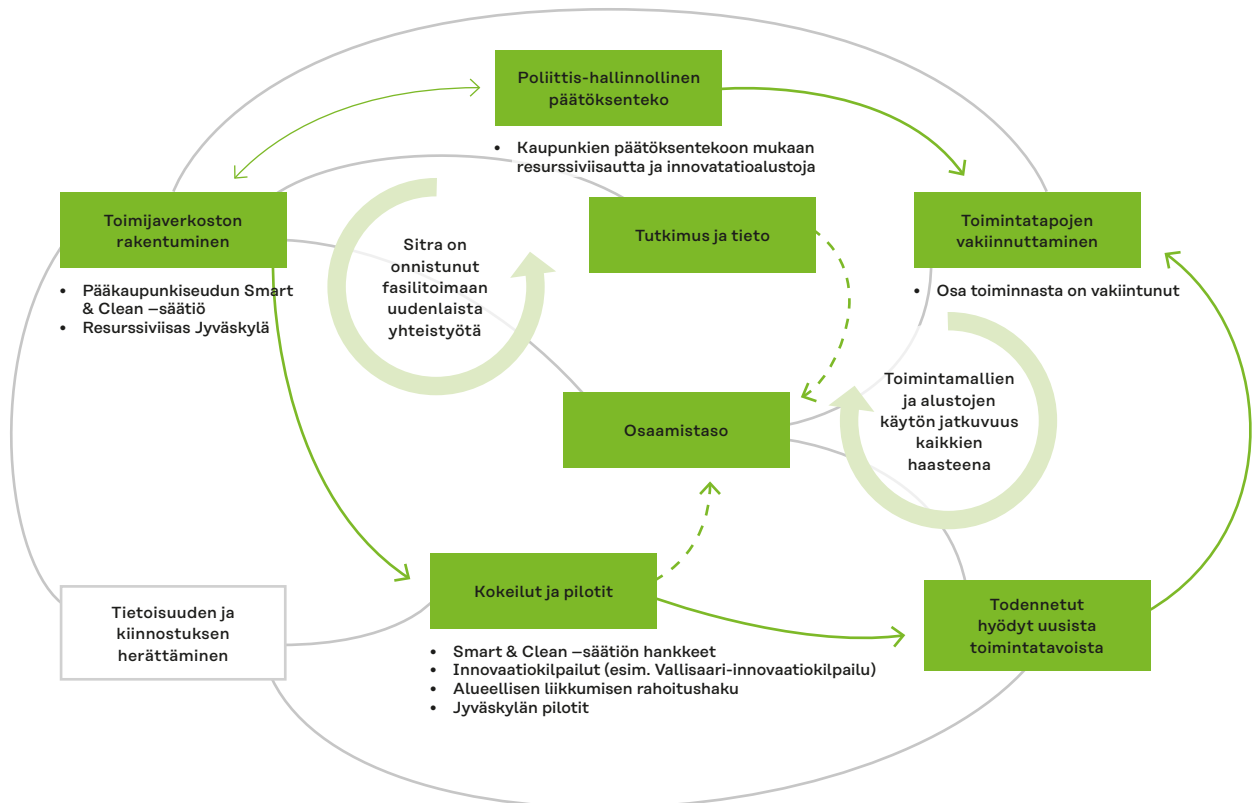 Poliittis-hallinnollinen
päätöksenteko
• Kaupunkien päätöksentekoon mukaan
resurssiviisautta ja innovatatioalustoja
Toimijaverkoston
rakentuminen
• Pääkaupunkiseudun Smart
& Clean –säätiö
• Resurssiviisas Jyväskylä
Sitra on
onnistunut
fasilitoimaan
uudenlaista
yhteistyötä
Tutkimus ja tieto
Toimintatapojen
vakiinnuttaminen
• Osa toiminnasta on vakiintunut
Toimintamallien
ja alustojen
käytön jatkuvuus
kaikkien
haasteena
Osaamistaso
Tietoisuuden ja
kiinnostuksen
herättäminen
Kokeilut ja pilotit
• Smart & Clean –säätiön hankkeet
• Innovaatiokilpailut (esim. Vallisaari-innovaatiokilpailu)
• Alueellisen liikkumisen rahoitushaku
• Jyväskylän pilotit
Todennetut
hyödyt uusista
toimintatavoista